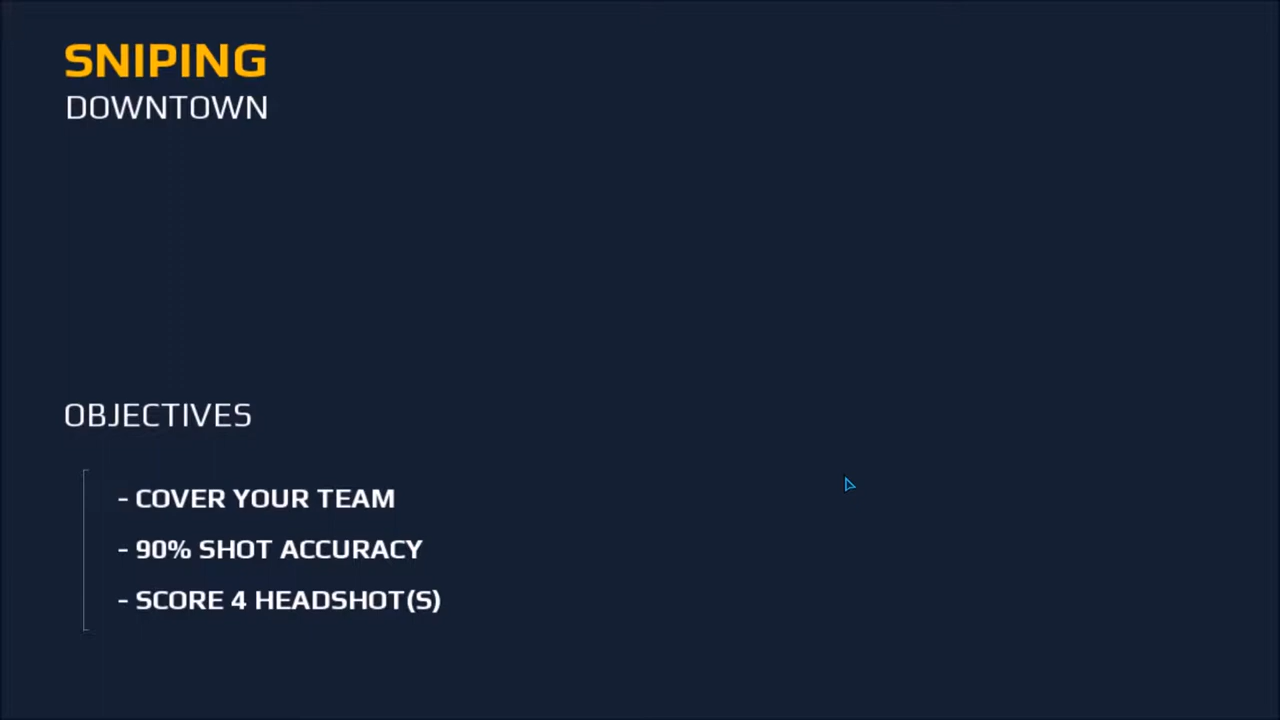 SNIPING
DOWNTOWN
OBJECTIVES
- COVER YOUR TEAM
- 90% SHOT ACCURACY
- SCORE 4 HEADSHOT(S)